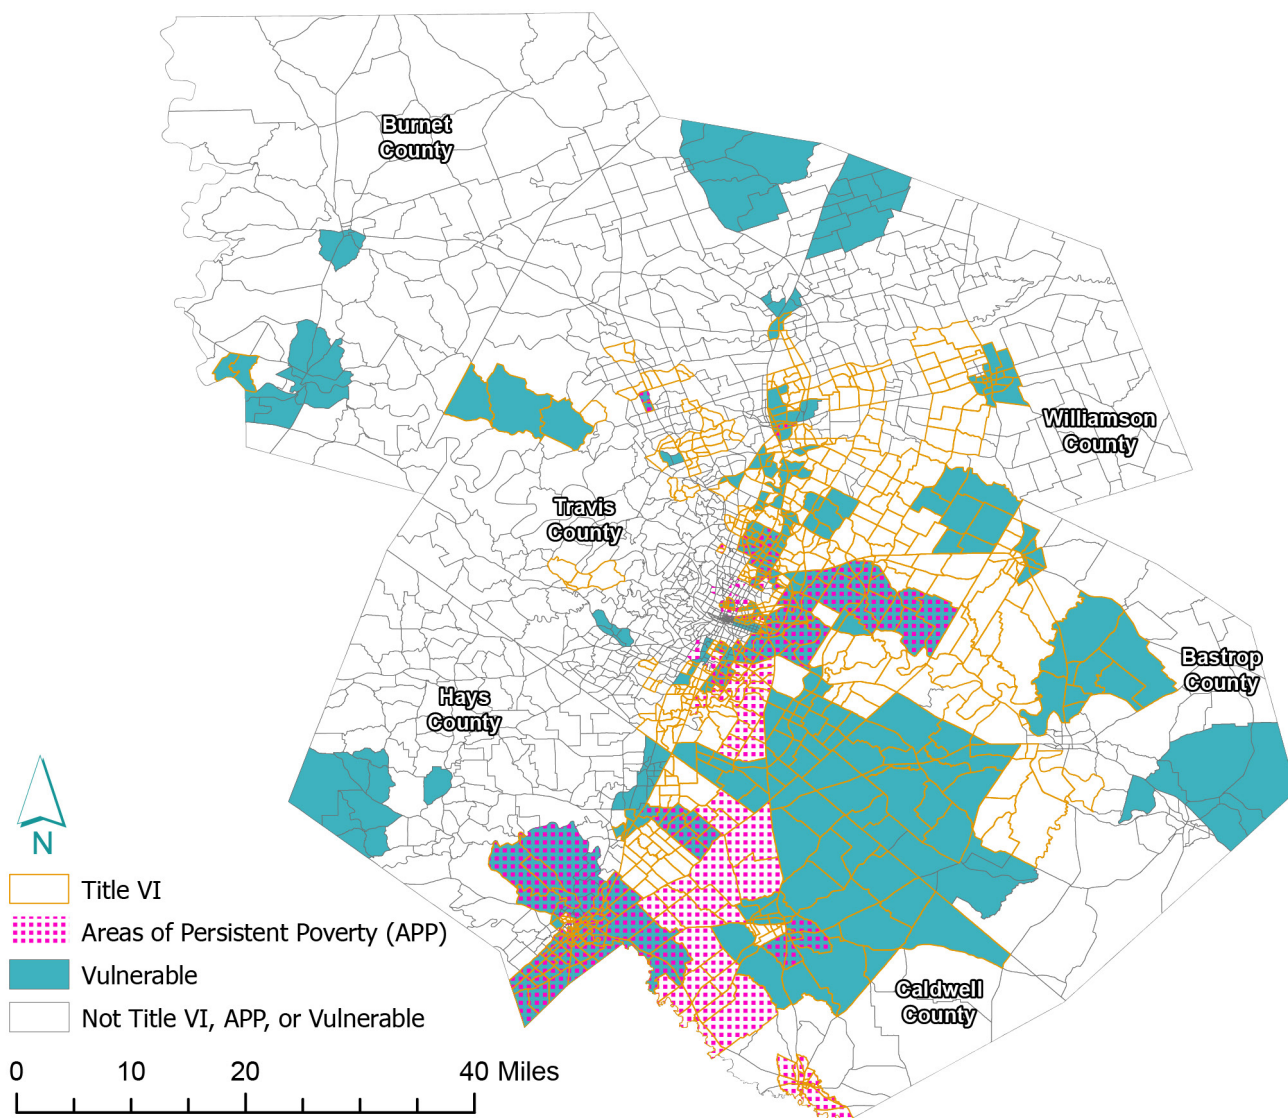 Burnet
County
Williamson
County
Travis
County
Bastrop
County
Hays
County
Caldwell
County
N
Title VI
Areas of Persistent Poverty (APP)
Vulnerable
Not Title VI, APP, or Vulnerable
0 10 20 40 Miles